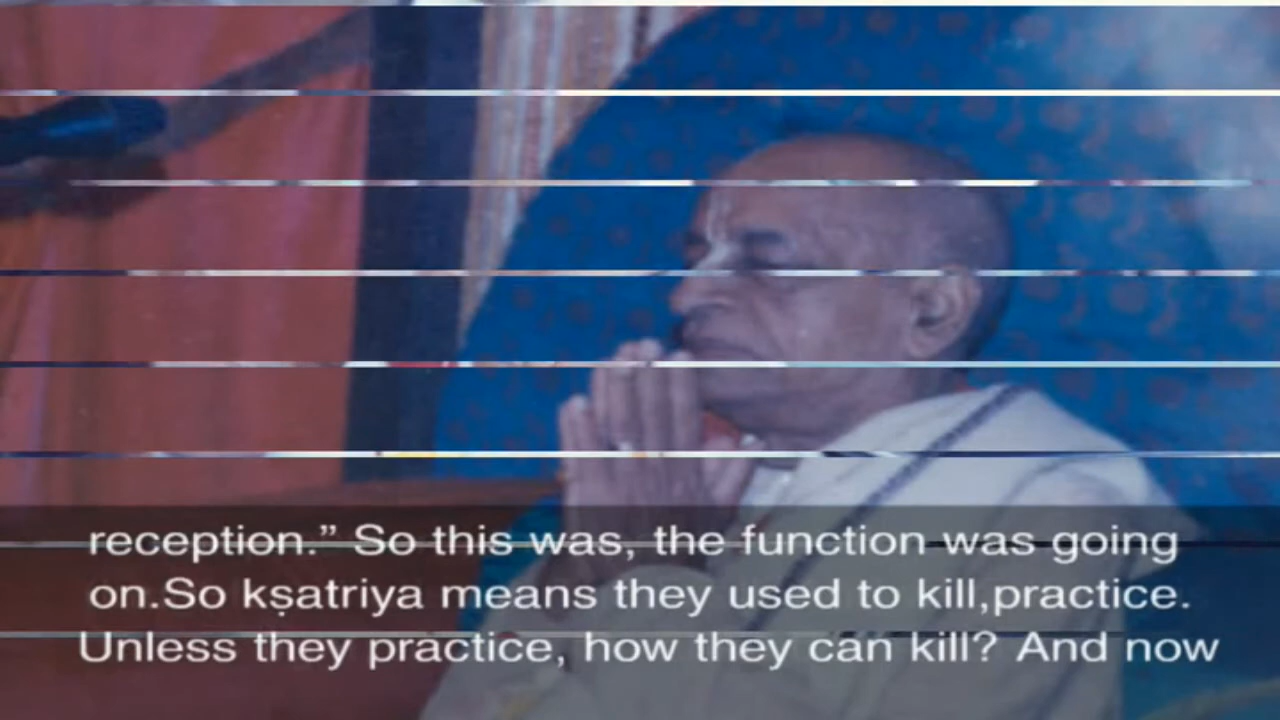 reception.” So this was, the function was going
on.So kṣatriya means they used to kill,practice.
Unless they practice, how they can kill? And now